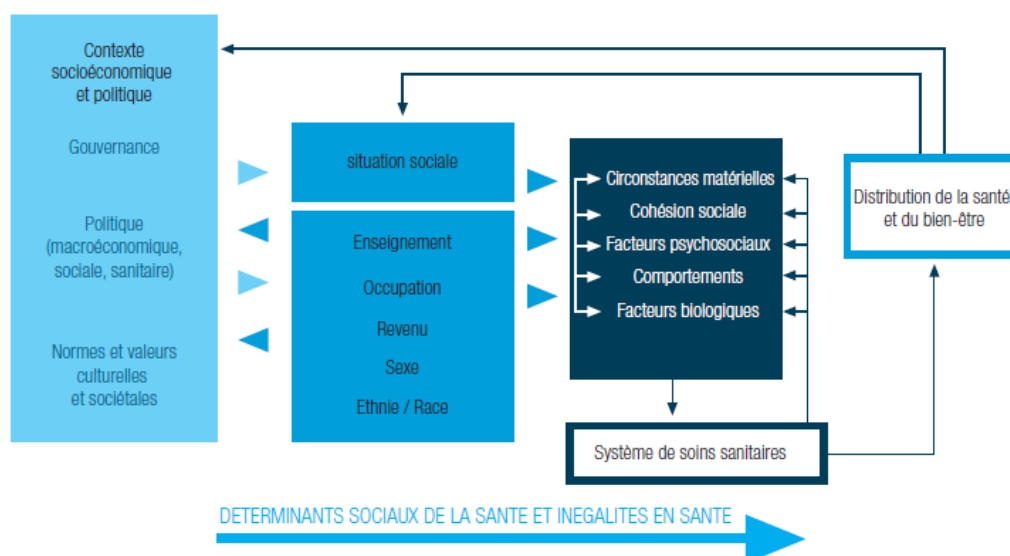 Contexte
socioéconomique
et politique
Gouvernance
Politique
(macroéconomique,
sociale, sanitaire)
Normes et valeurs
culturelles
et sociétales
situation sociale
Enseignement
Occupation
Revenu
Sexe
Ethnie / Race
Circonstances matérielles
Cohésion sociale
Facteurs psychosociaux
Comportements
Facteurs biologiques
Système de soins sanitaires
Distribution de la santé
et du bien-être
DETERMINANTS SOCIAUX DE LA SANTE ET INEGALITES EN SANTE